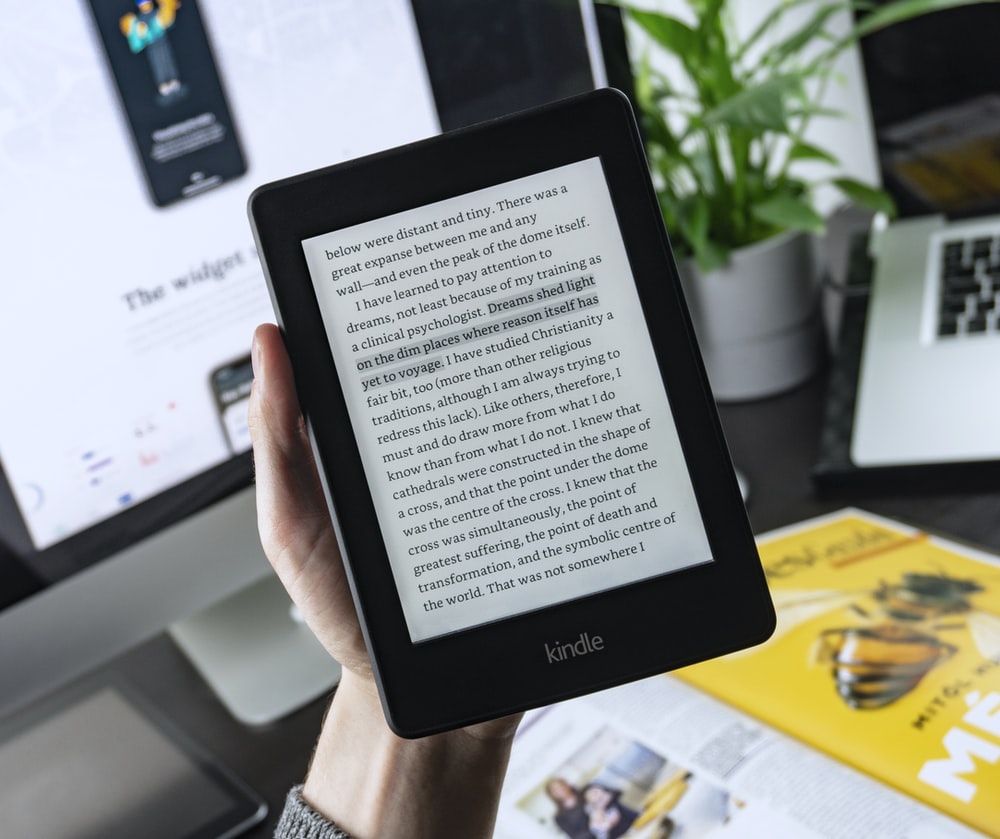 The widget
below were distant and tiny. There was a
great expanse between me and any
wall—and even the peak of the dome itself.
I have learned to pay attention to
dreams, not least because of my training as
a clinical psychologist. Dreams shed light
on the dim places where reason itself has
yet to voyage. I have studied Christianity a
fair bit, too (more than other religious
traditions, although I am always trying to
redress this lack). Like others, therefore, I
must and do draw more from what I do
know than from what I do not. I knew that
cathedrals were constructed in the shape of
a cross, and that the point under the dome
was the centre of the cross. I knew that the
cross was simultaneously, the point of
greatest suffering, the point of death and
transformation, and the symbolic centre of
the world. That was not somewhere I
kindle
MITŐL
MÉ